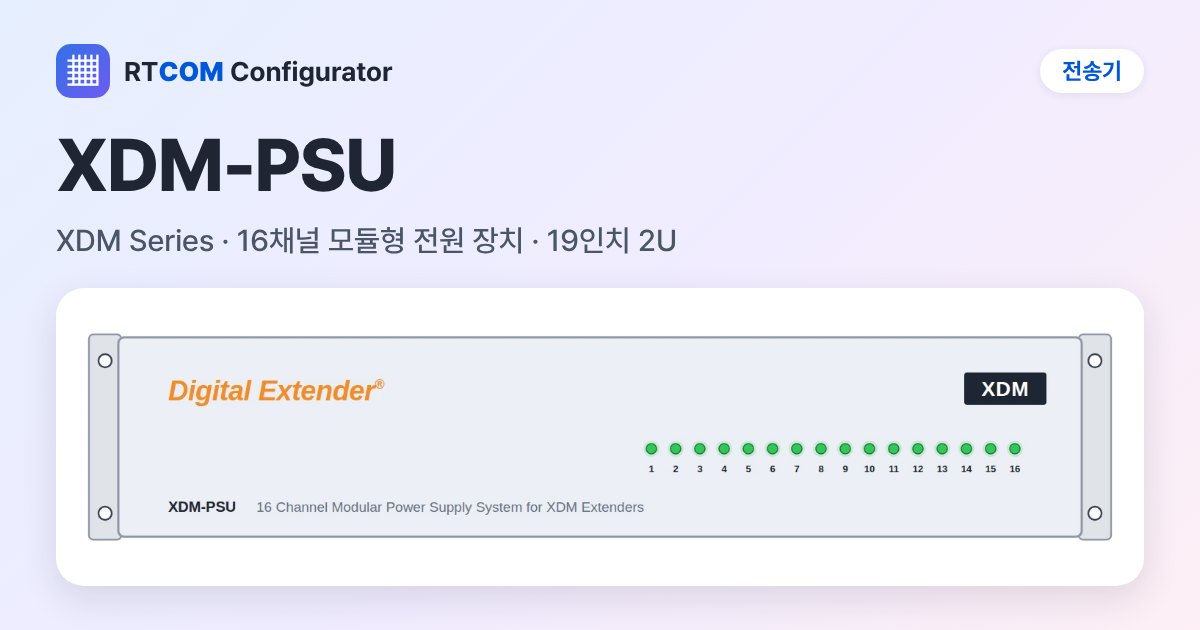 RTCOM Configurator
전송기
XDM-PSU
XDM Series · 16채널 모듈형 전원 장치 · 19인치 2U
Digital Extender®
XDM
1 2 3 4 5 6 7 8 9 10 11 12 13 14 15 16
XDM-PSU 16 Channel Modular Power Supply System for XDM Extenders